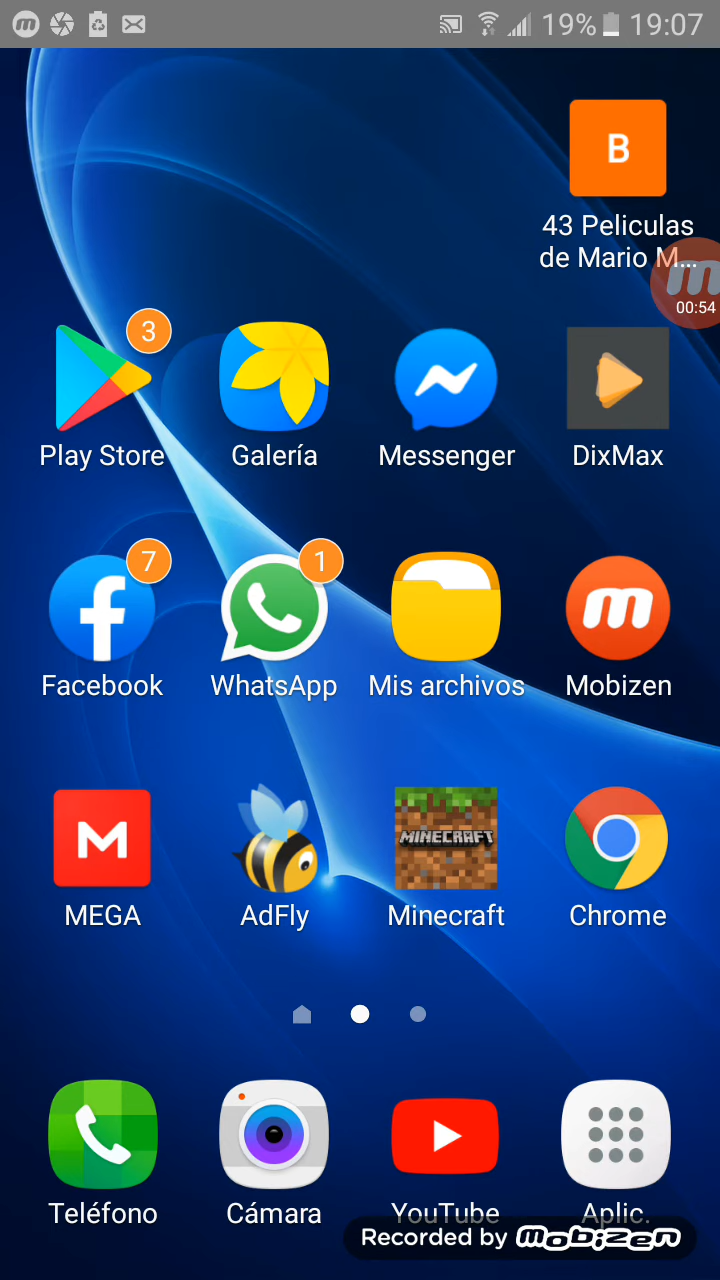 19% 19:07
B
43 Peliculas
de Mario M...
00:54
3
Play Store
Galería
Messenger
DixMax
7
1
Facebook
WhatsApp
Mis archivos
Mobizen
MINECRAFT
MEGA
AdFly
Minecraft
Chrome
Teléfono
Cámara
YouTube
Aplic.
Recorded by mobizen